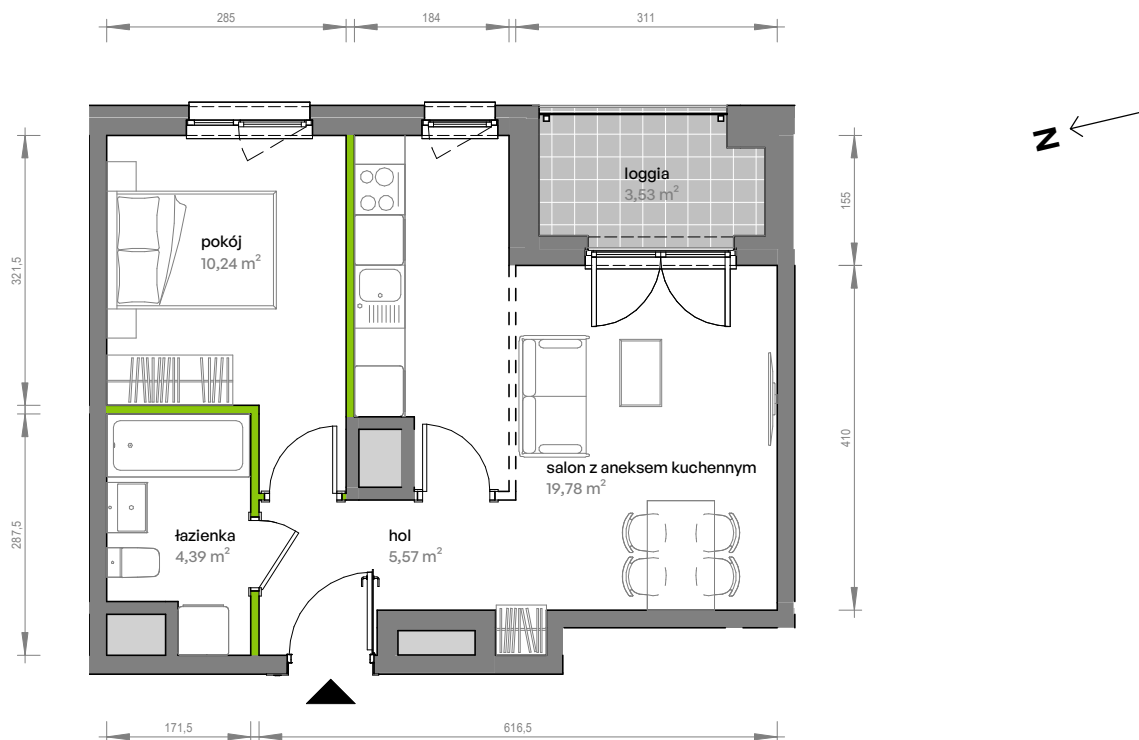 285
184
311
N
loggia
3,53 m²
155
pokój
10,24 m²
321,5
410
salon z aneksem kuchennym
19,78 m²
łazienka
4,39 m²
hol
5,57 m²
287,5
171,5
616,5